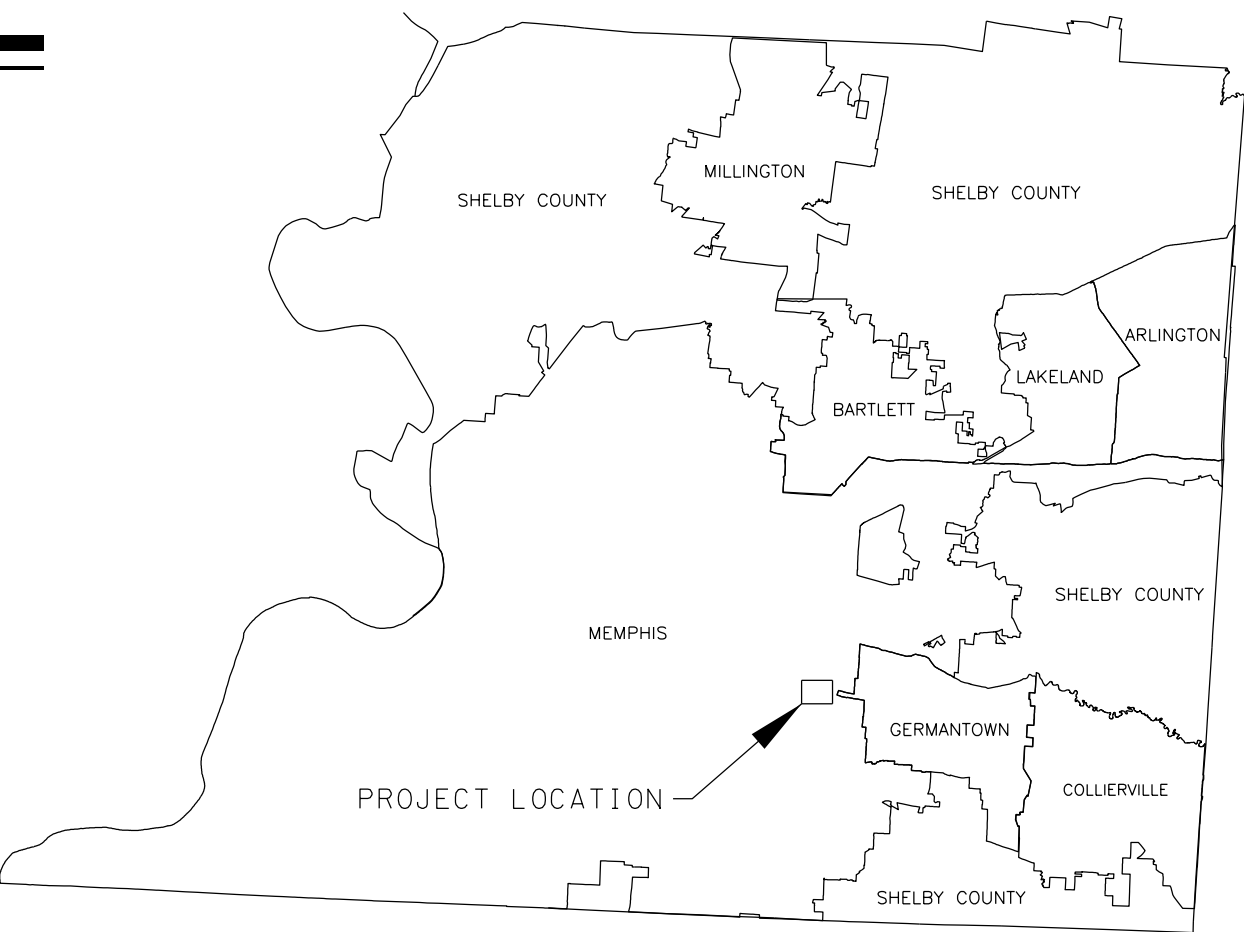 MILLINGTON
SHELBY COUNTY
SHELBY COUNTY
ARLINGTON
LAKELAND
BARTLETT
SHELBY COUNTY
MEMPHIS
GERMANTOWN
COLLIERVILLE
PROJECT LOCATION
SHELBY COUNTY